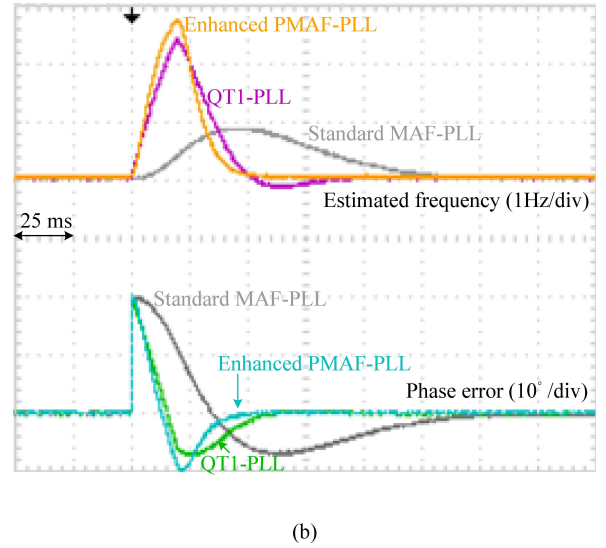 Enhanced PMAF-PLL
QT1-PLL
Standard MAF-PLL
Estimated frequency (1Hz/div)
25 ms
Standard MAF-PLL
Enhanced PMAF-PLL
Phase error (10° /div)
QT1-PLL
(b)